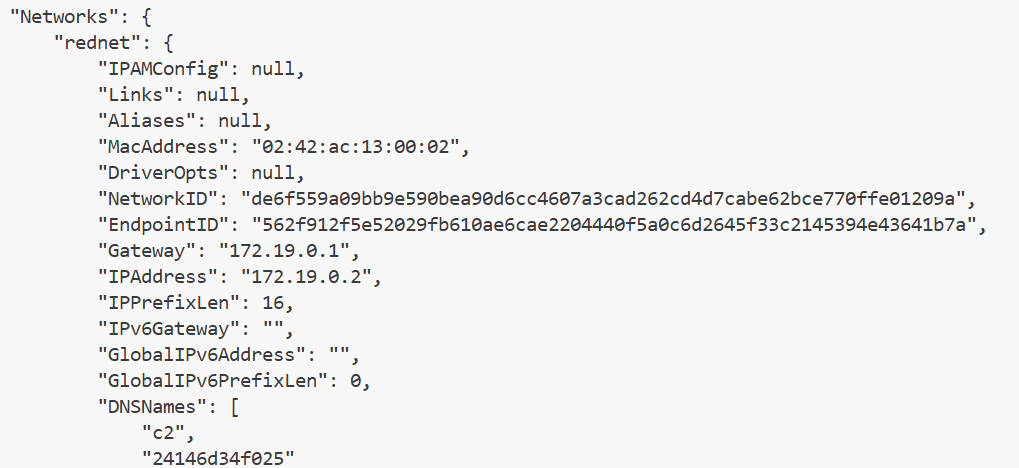 "Networks": {
"rednet": {
"IPAMConfig": null,
"Links": null,
"Aliases": null,
"MacAddress": "02:42:ac:13:00:02",
"DriverOpts": null,
"NetworkID": "de6f559a09bb9e590bea90d6cc4607a3cad262cd4d7cabe62bce770ffe01209a",
"EndpointID": "562f912f5e52029fb610ae6cae2204440f5a0c6d2645f33c2145394e43641b7a",
"Gateway": "172.19.0.1",
"IPAddress": "172.19.0.2",
"IPPrefixLen": 16,
"IPv6Gateway": "",
"GlobalIPv6Address": "",
"GlobalIPv6PrefixLen": 0,
"DNSNames": [
"c2",
"24146d34f025"